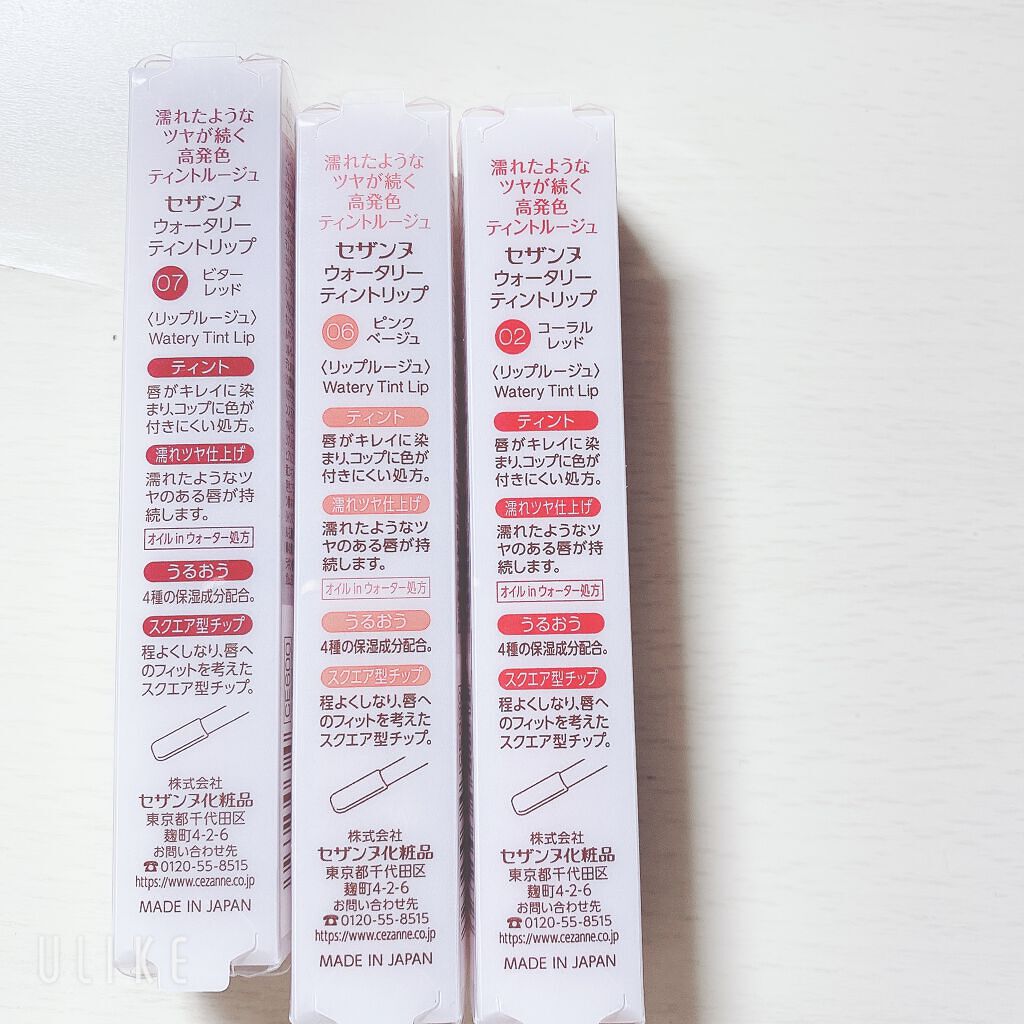 濡れたような
ツヤが続く
高発色
ティントルージュ
セザンヌ
ウォータリー
ティントリップ
07 ビター
レッド
〈リップルージュ〉
Watery Tint Lip
ティント
唇がキレイに染
まり、コップに色が
付きにくい処方。
濡れツヤ仕上げ
濡れたようなツ
ヤのある唇が持
続します。
オイル in ウォーター処方
うるおう
4種の保湿成分配合。
スクエア型チップ
程よくしなり、唇へ
のフィットを考えた
スクエア型チップ。
株式会社
セザンヌ化粧品
東京都千代田区
麹町4-2-6
お問い合わせ先
☎0120-55-8515
https://www.cezanne.co.jp
MADE IN JAPAN
濡れたような
ツヤが続く
高発色
ティントルージュ
セザンヌ
ウォータリー
ティントリップ
06 ピンク
ベージュ
〈リップルージュ〉
Watery Tint Lip
ティント
唇がキレイに染
まり、コップに色が
付きにくい処方。
濡れツヤ仕上げ
濡れたようなツ
ヤのある唇が持
続します。
オイル in ウォーター処方
うるおう
4種の保湿成分配合。
スクエア型チップ
程よくしなり、唇へ
のフィットを考えた
スクエア型チップ。
株式会社
セザンヌ化粧品
東京都千代田区
麹町4-2-6
お問い合わせ先
☎0120-55-8515
https://www.cezanne.co.jp
MADE IN JAPAN
濡れたような
ツヤが続く
高発色
ティントルージュ
セザンヌ
ウォータリー
ティントリップ
02 コーラル
レッド
〈リップルージュ〉
Watery Tint Lip
ティント
唇がキレイに染
まり、コップに色が
付きにくい処方。
濡れツヤ仕上げ
濡れたようなツ
ヤのある唇が持
続します。
オイル in ウォーター処方
うるおう
4種の保湿成分配合。
スクエア型チップ
程よくしなり、唇へ
のフィットを考えた
スクエア型チップ。
株式会社
セザンヌ化粧品
東京都千代田区
麹町4-2-6
お問い合わせ先
☎0120-55-8515
https://www.cezanne.co.jp
MADE IN JAPAN
ULIKE